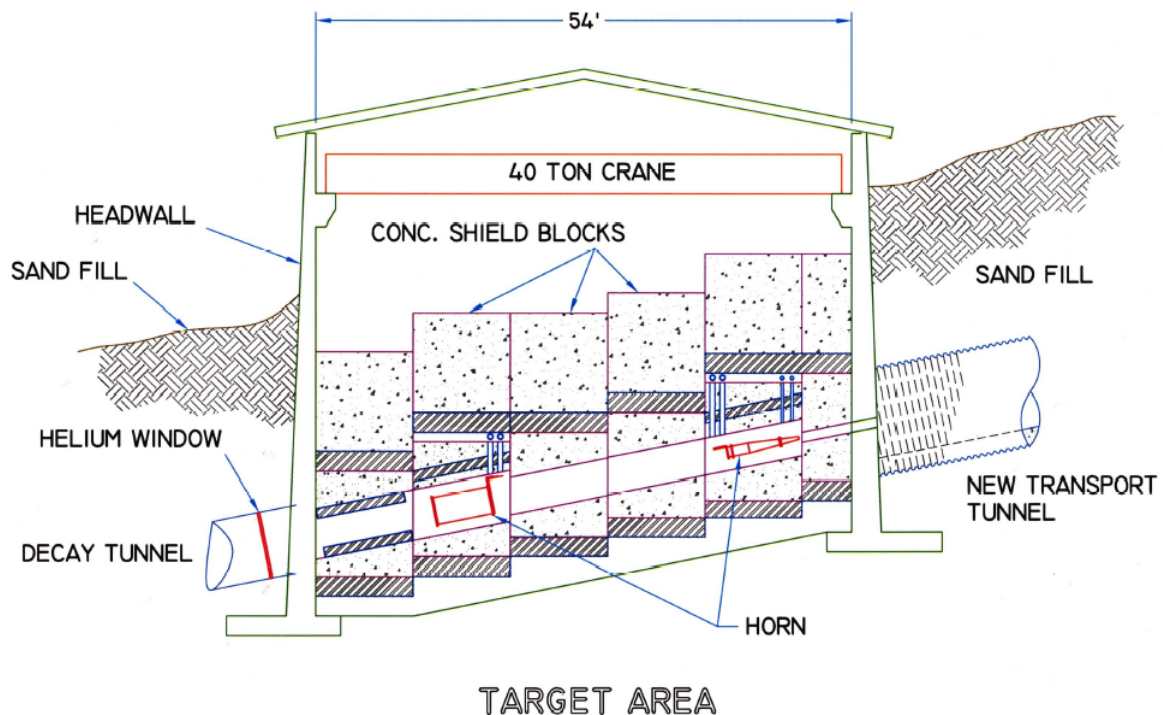 54'
40 TON CRANE
HEADWALL
CONC. SHIELD BLOCKS
SAND FILL
SAND FILL
HELIUM WINDOW
DECAY TUNNEL
NEW TRANSPORT
TUNNEL
HORN
TARGET AREA